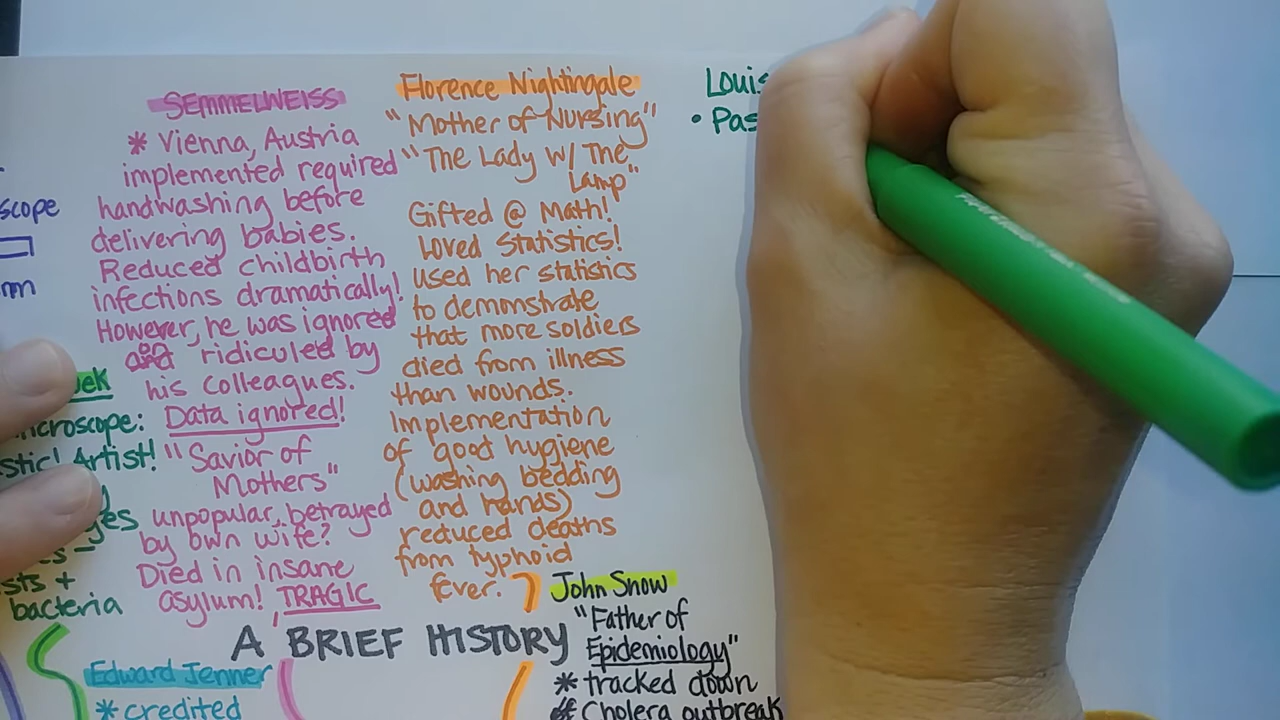 SEMMELWEISS
* Vienna, Austria
implemented required
handwashing before
delivering babies.
Reduced childbirth
infections dramatically!
However, he was ignored
ridiculed by
his colleagues.
Data ignored!
"Savior of
Mothers"
unpopular, betrayed
by own wife?
Died in insane
asylum! TRAGIC
Florence Nightingale
"Mother of Nursing"
"The Lady w/ The
Lamp"
Gifted @ Math!
Loved Statistics!
used her statistics
to demonstrate
that more soldiers
died from illness
than wounds.
Implementation
of good hygiene
(washing bedding
and hands)
reduced deaths
from typhoid
fever.
Louis
• Pas
scope
bacteria
Artist!
A BRIEF HISTORY
Edward Jenner
* credited
John Snow
"Father of
Epidemiology"
* tracked down
Cholera outbreak